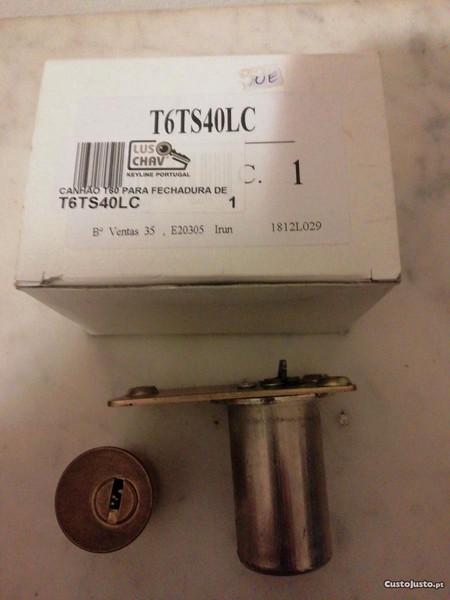 UE
T6TS40LC
LUSO
CHAV
KEYLINE PORTUGAL
C. 1
CANHÃO T60 PARA FECHADURA DE
T6TS40LC 1
Bº Ventas 35 , E20305 Irun 1812L029
CustoJusto.pt